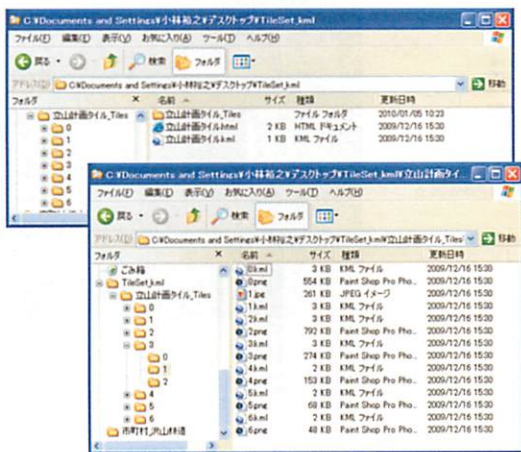 C:¥Documents and Settings¥小林裕之¥デスクトップ¥TileSet_kml
ファイル(F) 編集(E) 表示(V) お気に入り(A) ツール(T) ヘルプ(H)
戻る 検索 フォルダ
アドレス(D) C:¥Documents and Settings¥小林裕之¥デスクトップ¥TileSet_kml 移動
フォルダ × 名前 サイズ 種類 更新日時
立山計画タイル_Tiles
0
1
2
3
4
5
6
立山計画タイル_Tiles ファイル フォルダ 2010/01/05 10:23
立山計画タイル.html 2 KB HTML ドキュメント 2009/12/16 15:30
立山計画タイル.kml 1 KB KML ファイル 2009/12/16 15:30
C:¥Documents and Settings¥小林裕之¥デスクトップ¥TileSet_kml¥立山計画タイ...
ファイル(F) 編集(E) 表示(V) お気に入り(A) ツール(T) ヘルプ(H)
戻る 検索 フォルダ
アドレス(D) C:¥Documents and Settings¥小林裕之¥デスクトップ¥TileSet_kml¥立山計画タイル_Tiles 移動
フォルダ × 名前 サイズ 種類 更新日時
ごみ箱
TileSet_kml
立山計画タイル_Tiles
0
1
2
3
0
1
2
4
5
6
0.kml 3 KB KML ファイル 2009/12/16 15:30
0.png 554 KB Paint Shop Pro Pho... 2009/12/16 15:30
1.jpg 261 KB JPEG イメージ 2009/12/16 15:30
1.kml 3 KB KML ファイル 2009/12/16 15:30
2.kml 3 KB KML ファイル 2009/12/16 15:30
2.png 792 KB Paint Shop Pro Pho... 2009/12/16 15:30
3.kml 3 KB KML ファイル 2009/12/16 15:30
3.png 274 KB Paint Shop Pro Pho... 2009/12/16 15:30
4.kml 2 KB KML ファイル 2009/12/16 15:30
4.png 153 KB Paint Shop Pro Pho... 2009/12/16 15:30
5.kml 2 KB KML ファイル 2009/12/16 15:30
5.png 68 KB Paint Shop Pro Pho... 2009/12/16 15:30
6.kml 2 KB KML ファイル 2009/12/16 15:30
6.png 48 KB Paint Shop Pro Pho... 2009/12/16 15:30